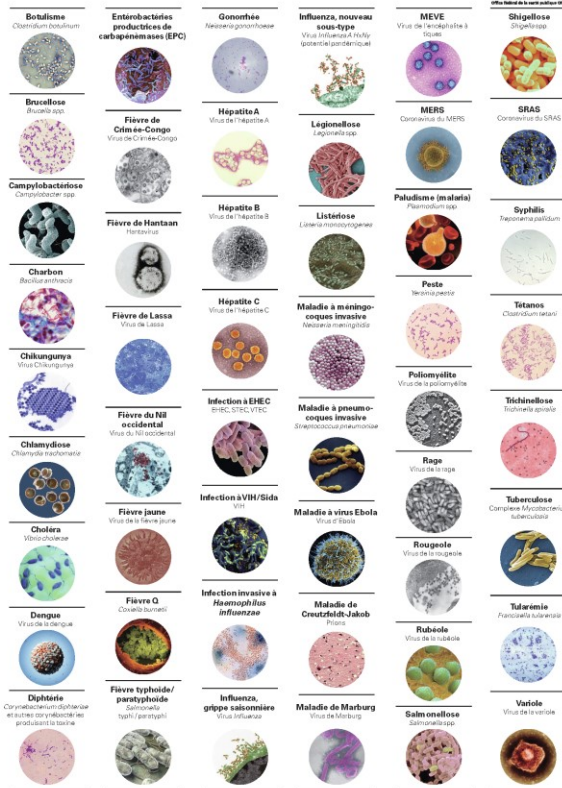 Office fédéral de la santé publique
Botulisme
Clostridium botulinum
Brucellose
Brucella spp.
Campylobactériose
Campylobacter spp.
Charbon
Bacillus anthracis
Chikungunya
Virus Chikungunya
Chlamydiose
Chlamydia trachomatis
Choléra
Vibrio cholerae
Dengue
Virus de la dengue
Diphtérie
Corynebacterium diphteriae
et autres corynébactéries
produisant la toxine
Entérobactéries
productrices de
carbapénèmases (EPC)
Fièvre de
Crimée-Congo
Virus de Crimée-Congo
Fièvre de Hantaan
Hantavirus
Fièvre de Lassa
Virus de Lassa
Fièvre du Nil
occidental
Virus du Nil occidental
Fièvre jaune
Virus de la fièvre jaune
Fièvre Q
Coxiella burnetii
Fièvre typhoïde/
paratyphoïde
Salmonella
typhi / paratyphi
Gonorrhée
Neisseria gonorrhoeae
Hépatite A
Virus de l'hépatite A
Hépatite B
Virus de l'hépatite B
Hépatite C
Virus de l'hépatite C
Infection à EHEC
EHEC, STEC, VTEC
Infection à VIH/Sida
VIH
Infection invasive à
Haemophilus
influenzae
Influenza,
grippe saisonnière
Virus Influenza
Influenza, nouveau
sous-type
Virus Influenza A HxNy
(potentiel pandémique)
Légionellose
Legionella spp
Listériose
Listeria monocytogenes
Maladie à méningo-
coques invasive
Neisseria meningitidis
Maladie à pneumo-
coques invasive
Streptococcus pneumoniae
Maladie à virus Ebola
Virus d'Ebola
Maladie de
Creutzfeldt-Jakob
Prions
Maladie de Marburg
Virus de Marburg
MEVE
Virus de l'encéphalite à
tiques
MERS
Coronavirus du MERS
Paludisme (malaria)
Plasmodium spp.
Peste
Yersinia pestis
Poliomyélite
Virus de la poliomyélite
Rage
Virus de la rage
Rougeole
Virus de la rougeole
Rubéole
Virus de la rubéole
Salmonellose
Salmonella spp.
Shigellose
Shigella spp.
SRAS
Coronavirus du SRAS
Syphilis
Treponema pallidum
Tétanos
Clostridium tetani
Trichinellose
Trichinella spiralis
Tuberculose
Complexe Mycobacterium
tuberculosis
Tularémie
Francisella tularensis
Variole
Virus de la variole